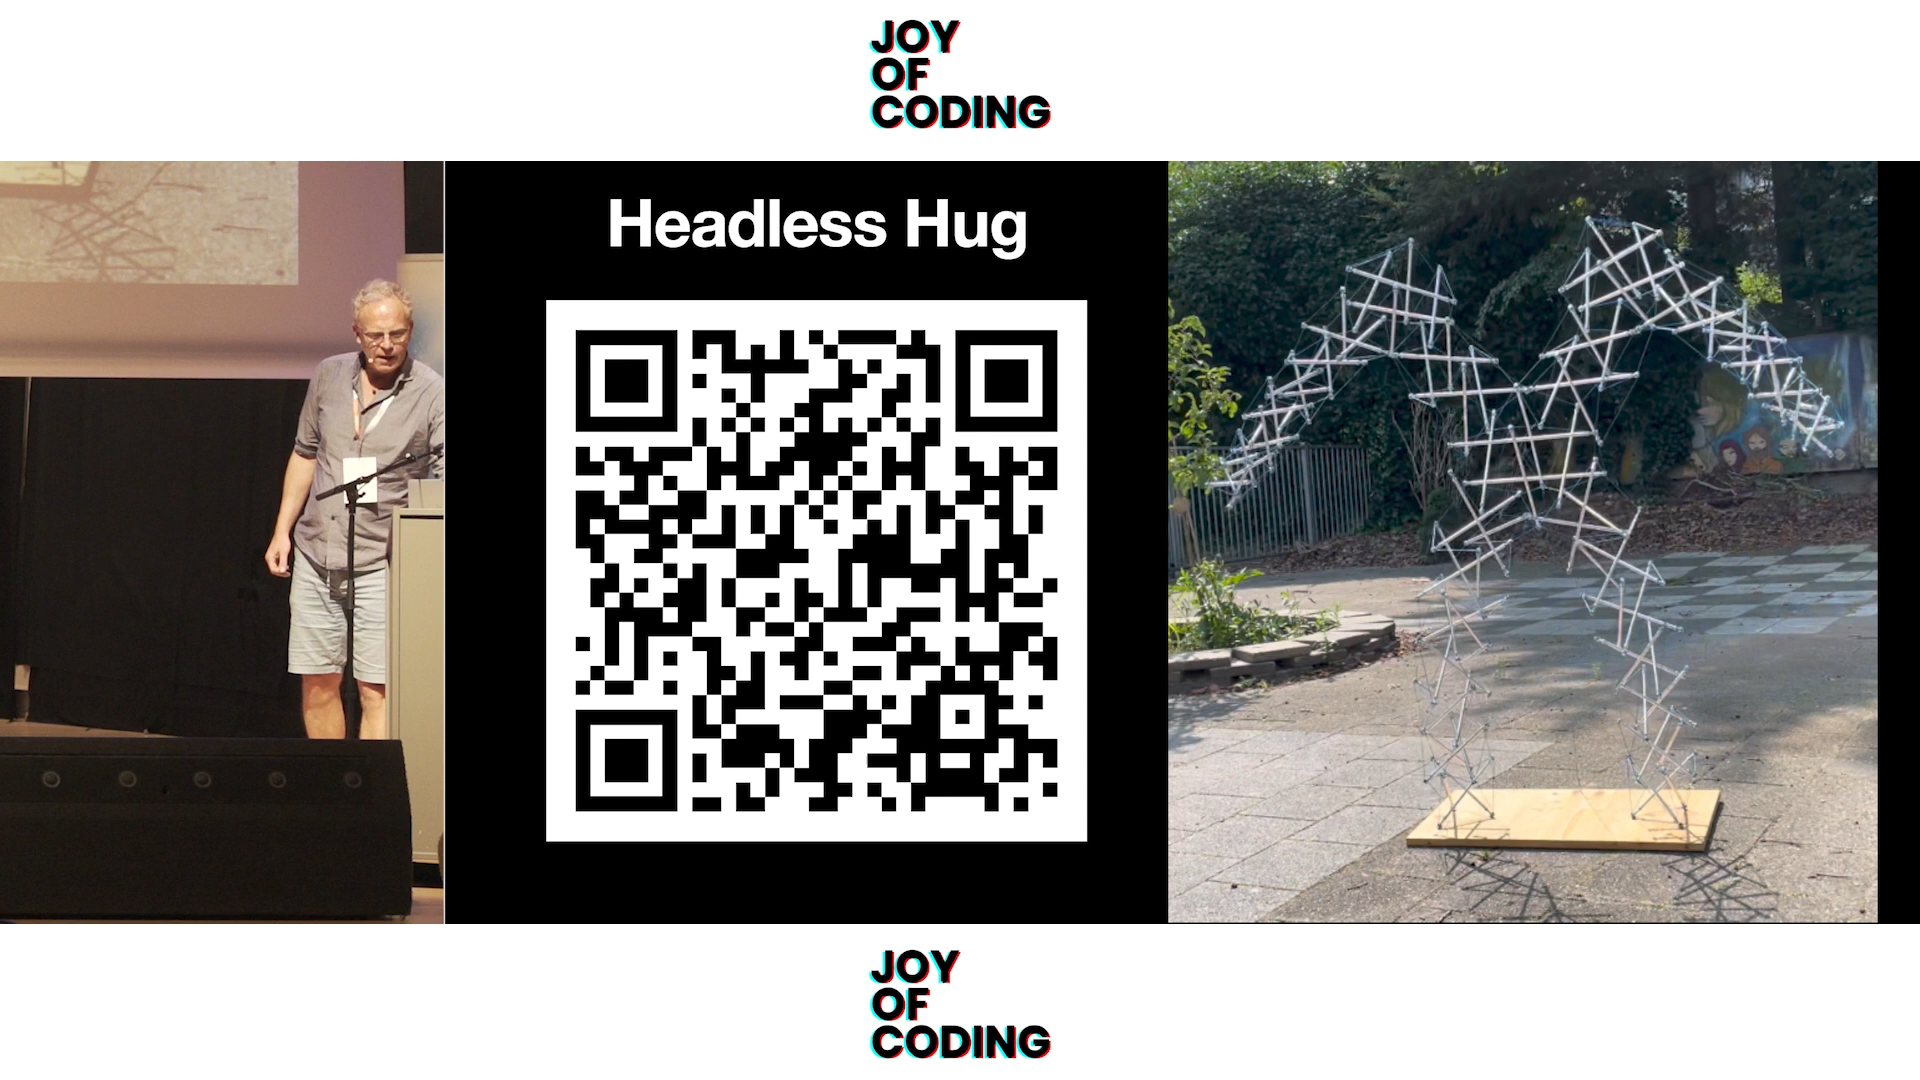 JOY
OF
CODING
Headless Hug
JOY
OF
CODING